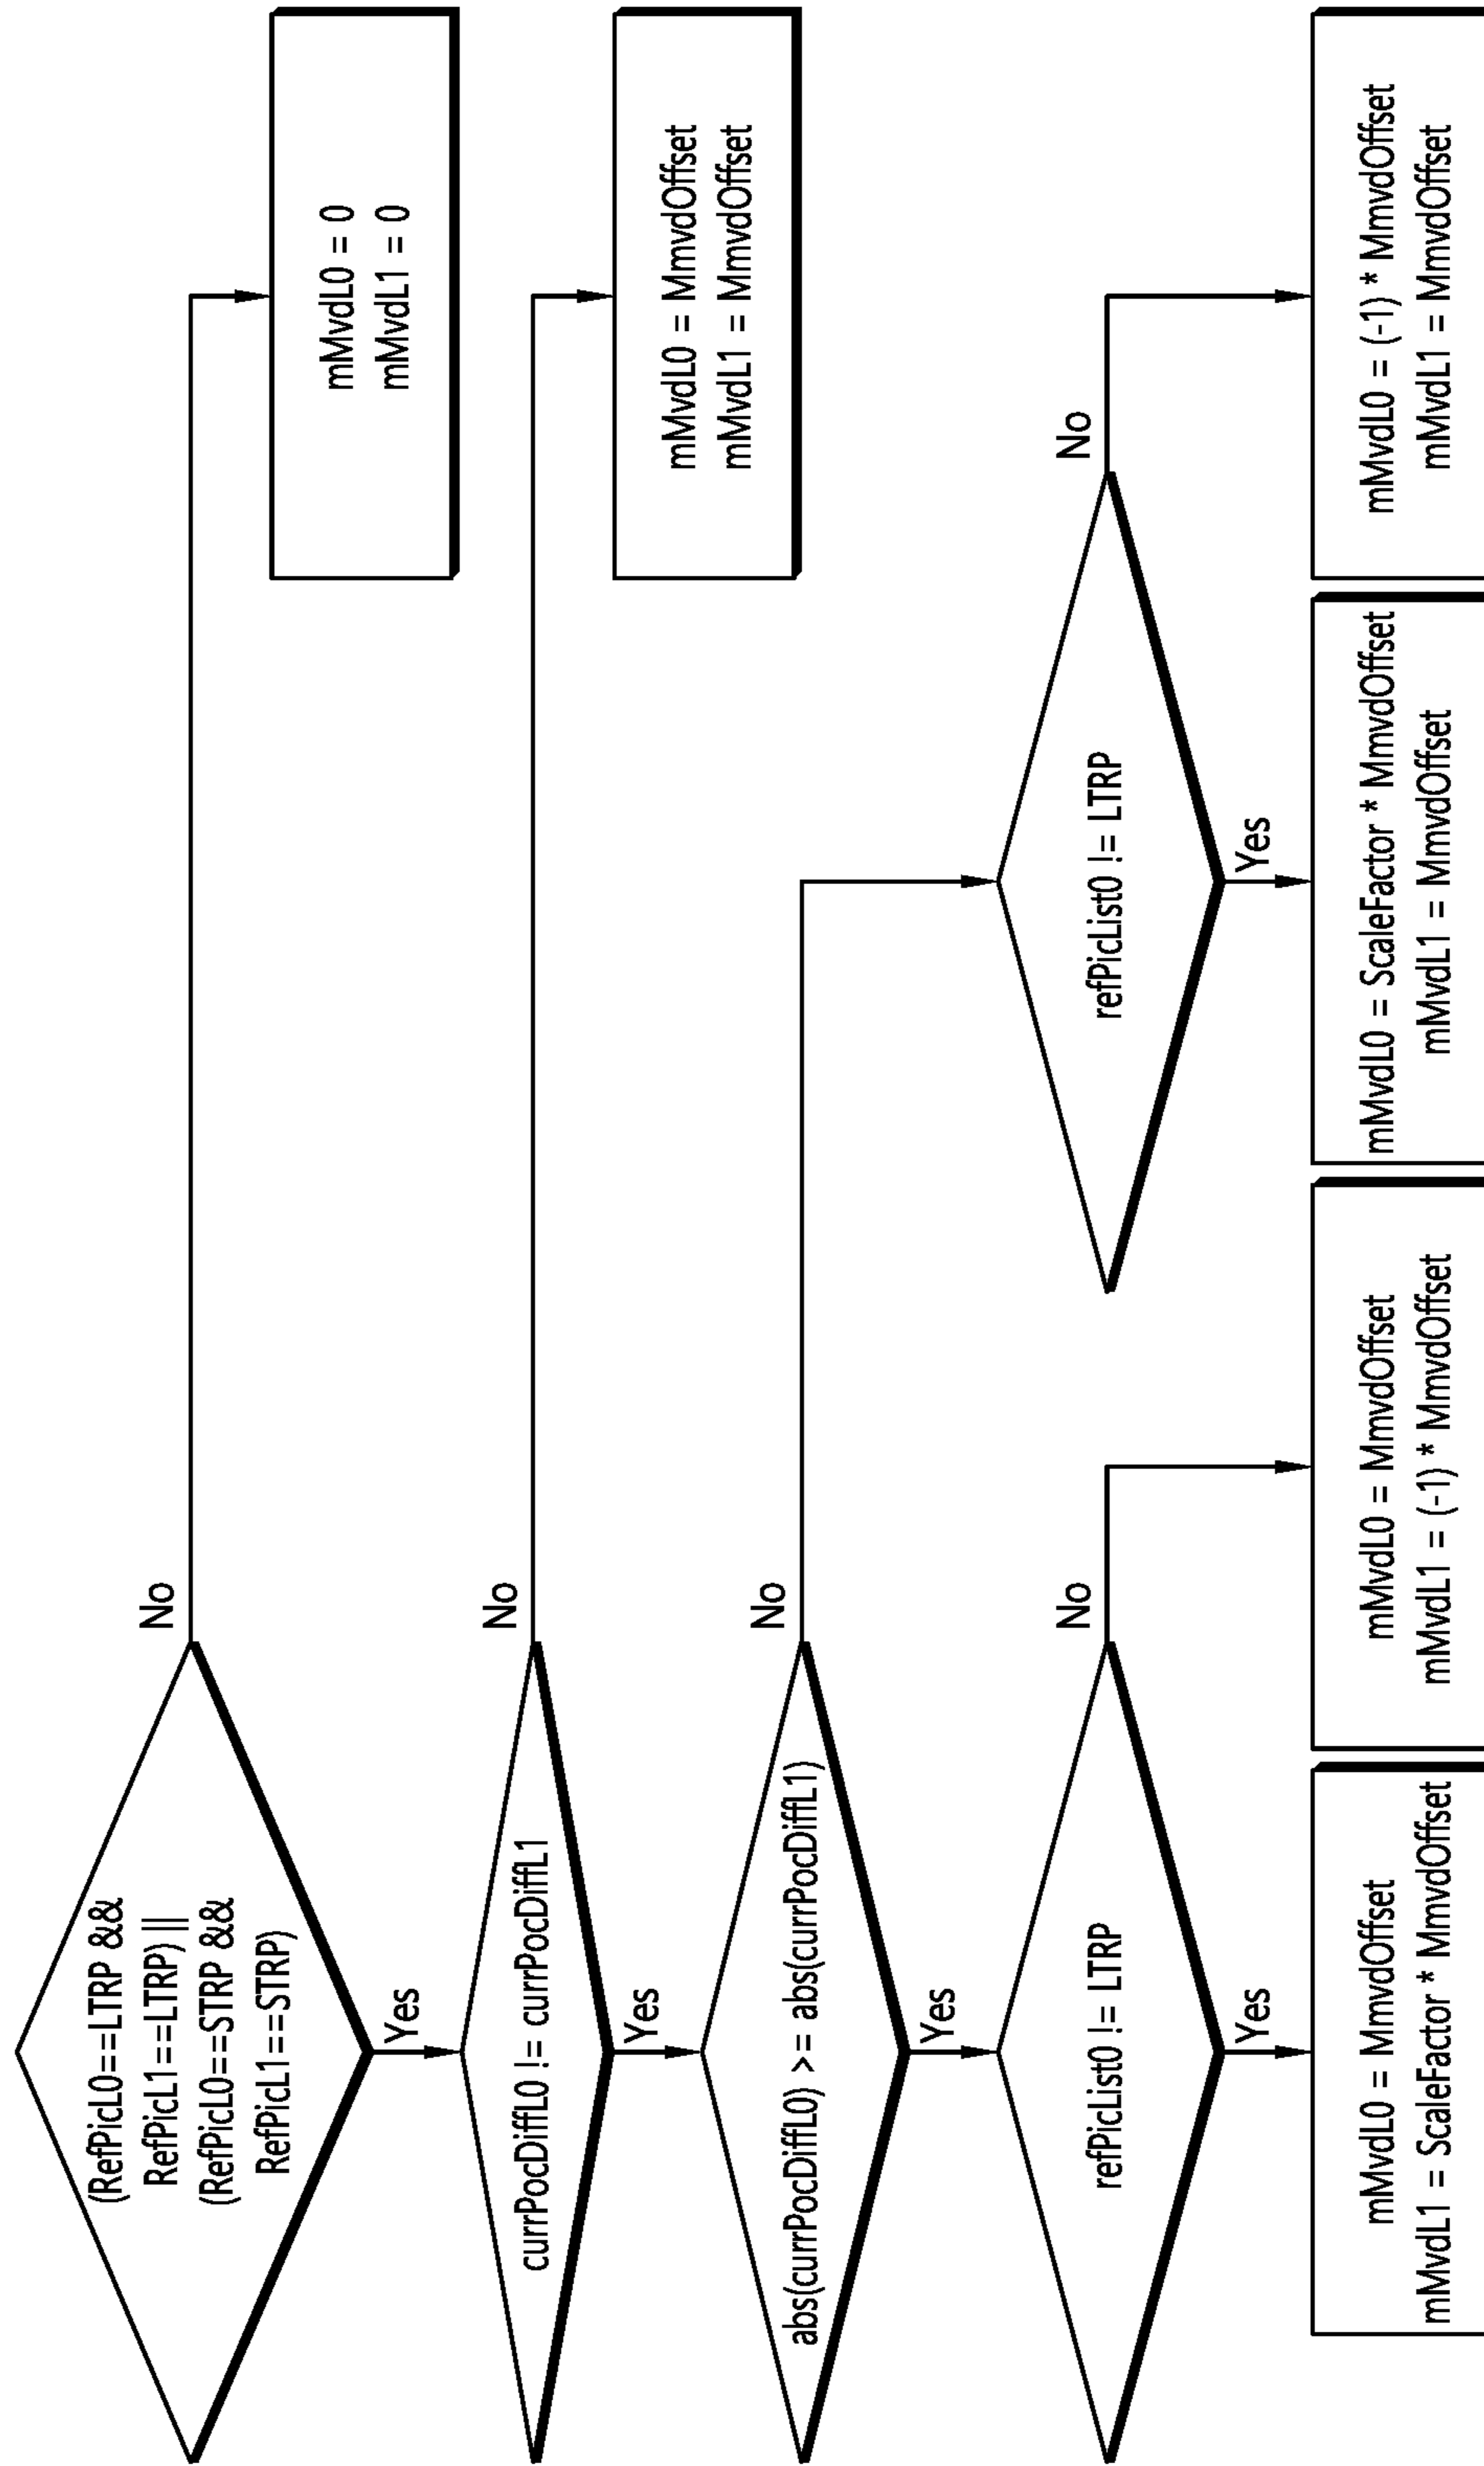 (RefPicL0==LTRP &&
RefPicL1==LTRP) ||
(RefPicL0==STRP &&
RefPicL1==STRP)
No
mMvdL0 = 0
mMvdL1 = 0
Yes
currPocDiffL0 != currPocDiffL1
No
mMvdL0 = MmvdOffset
mMvdL1 = MmvdOffset
Yes
abs(currPocDiffL0) >= abs(currPocDiffL1)
No
Yes
refPicList0 != LTRP
No
refPicList0 != LTRP
No
Yes
Yes
mMvdL0 = MmvdOffset
mMvdL1 = ScaleFactor * MmvdOffset
mMvdL0 = MmvdOffset
mMvdL1 = (-1) * MmvdOffset
mMvdL0 = ScaleFactor * MmvdOffset
mMvdL1 = MmvdOffset
mMvdL0 = (-1) * MmvdOffset
mMvdL1 = MmvdOffset